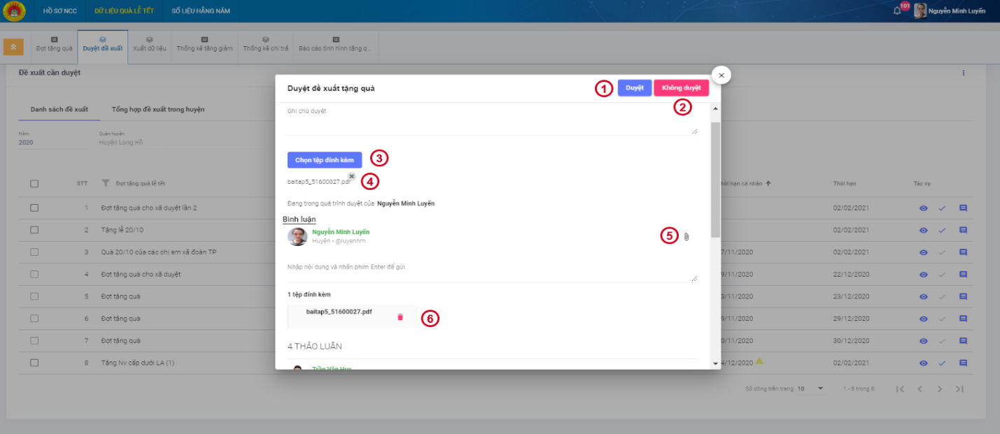 HỒ SƠ NCC DỮ LIỆU QUÀ LỄ TẾT SỐ LIỆU HẰNG NĂM 101 Nguyễn Minh Luyến
Đợt tặng quà Duyệt đề xuất Xuất dữ liệu Thống kê tăng giảm Thống kê chi trả Báo cáo tình hình tặng q...
Đề xuất cần duyệt
Danh sách đề xuất Tổng hợp đề xuất trong huyện
Năm Quận huyện
2020 Huyện Long Hồ
STT Đợt tặng quà lễ tết hời hạn cá nhân Thời hạn Tác vụ
1 Đợt tặng quà cho xã duyệt lần 2 02/02/2021
2 Tặng lễ 20/10 02/02/2021
3 Quà 20/10 của các chị em xã đoàn TP 7/11/2020 02/02/2021
4 Đợt tặng quà cho xã duyệt 9/11/2020 22/12/2020
5 Đợt tặng quà 3/11/2020 23/12/2020
6 Đợt tặng quà 9/11/2020 29/12/2020
7 Đợt tặng quà 0/11/2020 30/12/2020
8 Tặng Nv cấp dưới LA (1) 4/12/2020 02/02/2021
Số dòng trên trang 10 1 - 8 trong 8
Duyệt đề xuất tặng quà 1 Duyệt Không duyệt
2
Ghi chú duyệt
Chọn tệp đính kèm 3
baitap5_51600027.pdf 4
Đang trong quá trình duyệt của: Nguyễn Minh Luyến
Bình luận
Nguyễn Minh Luyến
Huyện • @luyennm 5
Nhập nội dung và nhấn phím Enter để gửi
1 tệp đính kèm
baitap5_51600027.pdf 6
4 THẢO LUẬN
Trần Văn Huy